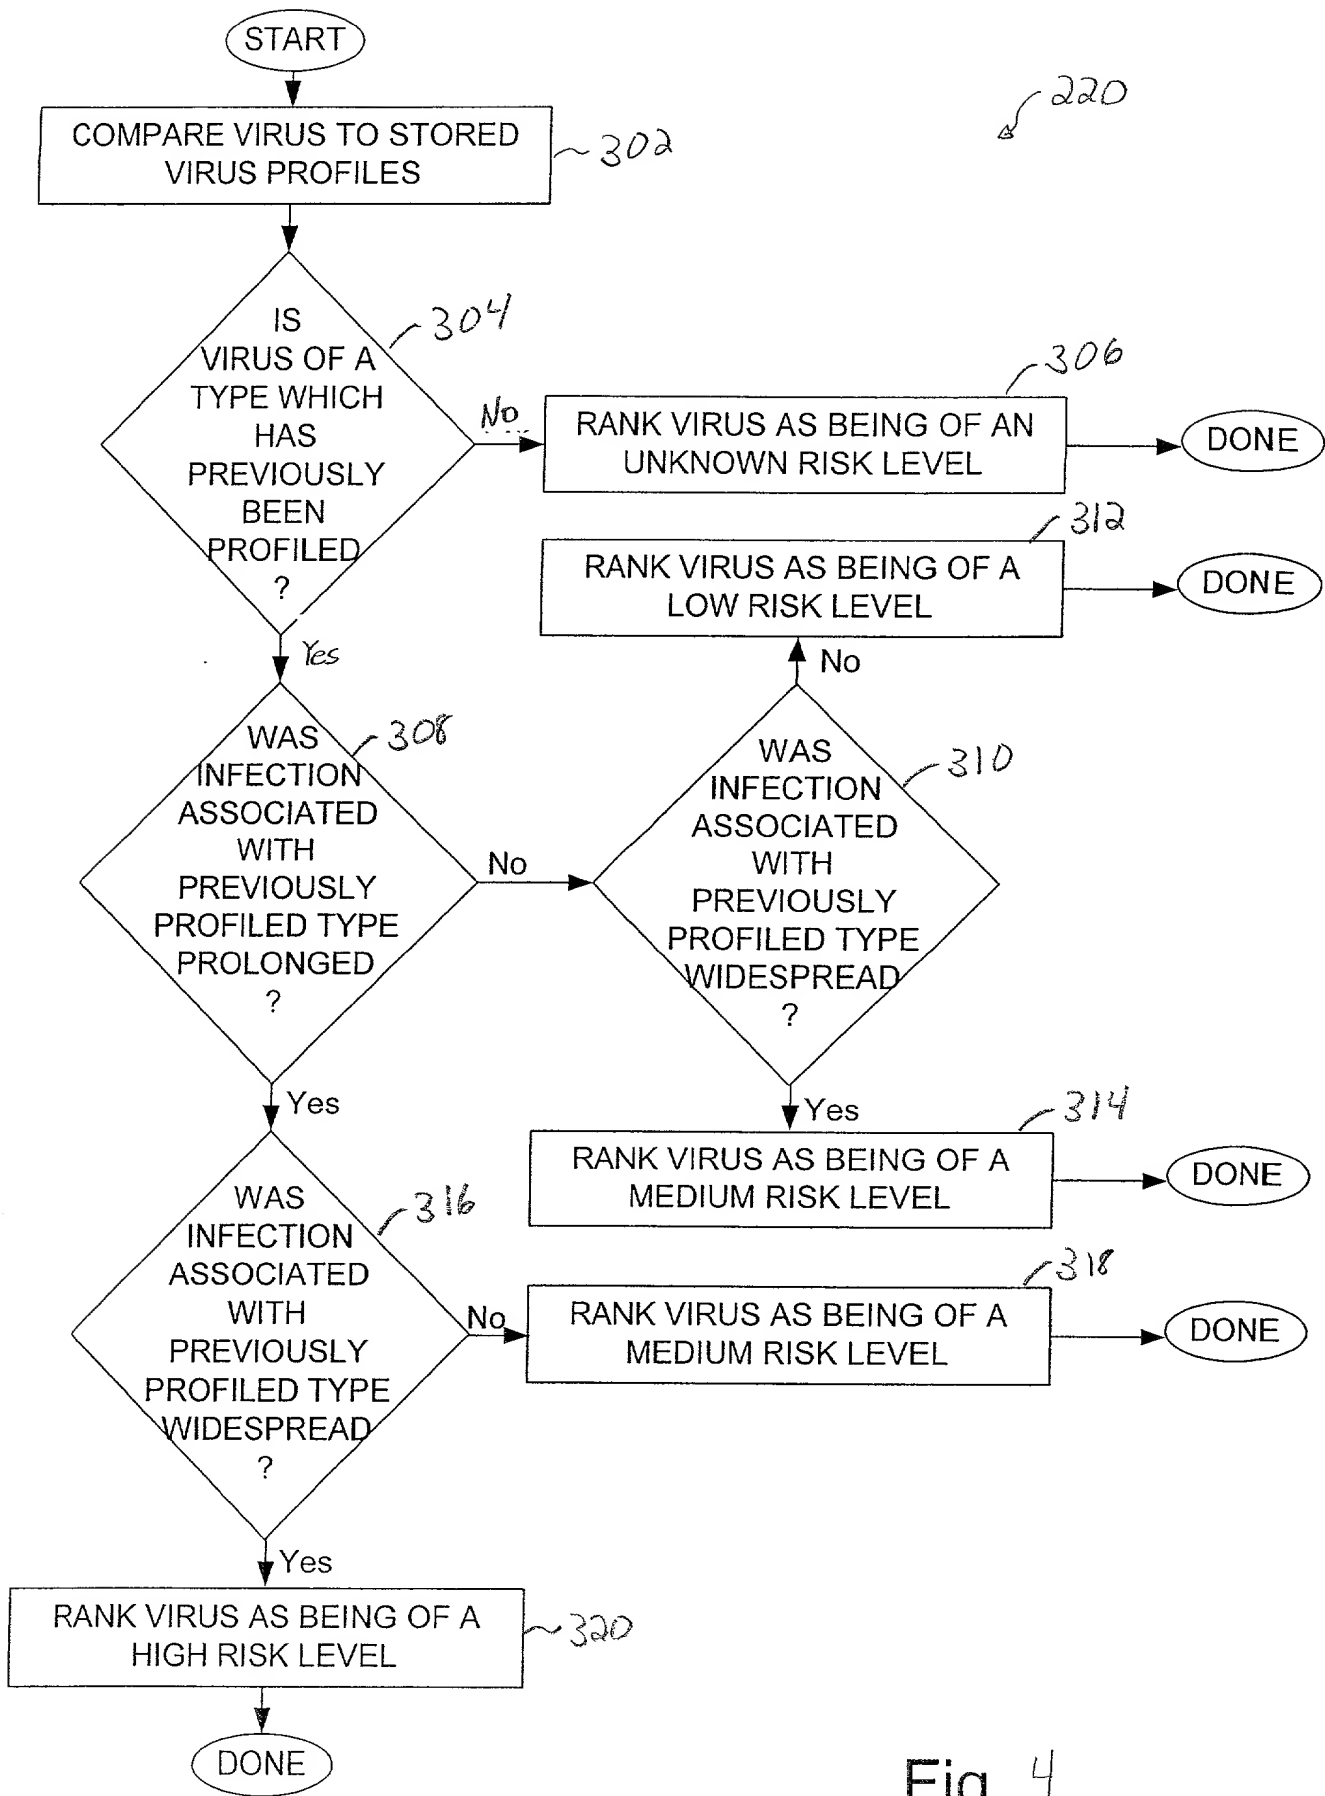 START
220
COMPARE VIRUS TO STORED
VIRUS PROFILES
302
IS
VIRUS OF A
TYPE WHICH
HAS
PREVIOUSLY
BEEN
PROFILED
?
304
No
306
RANK VIRUS AS BEING OF AN
UNKNOWN RISK LEVEL
DONE
312
RANK VIRUS AS BEING OF A
LOW RISK LEVEL
DONE
Yes
No
WAS
INFECTION
ASSOCIATED
WITH
PREVIOUSLY
PROFILED TYPE
PROLONGED
?
308
No
WAS
INFECTION
ASSOCIATED
WITH
PREVIOUSLY
PROFILED TYPE
WIDESPREAD
?
310
Yes
Yes
314
RANK VIRUS AS BEING OF A
MEDIUM RISK LEVEL
DONE
WAS
INFECTION
ASSOCIATED
WITH
PREVIOUSLY
PROFILED TYPE
WIDESPREAD
?
316
No
318
RANK VIRUS AS BEING OF A
MEDIUM RISK LEVEL
DONE
Yes
RANK VIRUS AS BEING OF A
HIGH RISK LEVEL
320
DONE
Fig 4